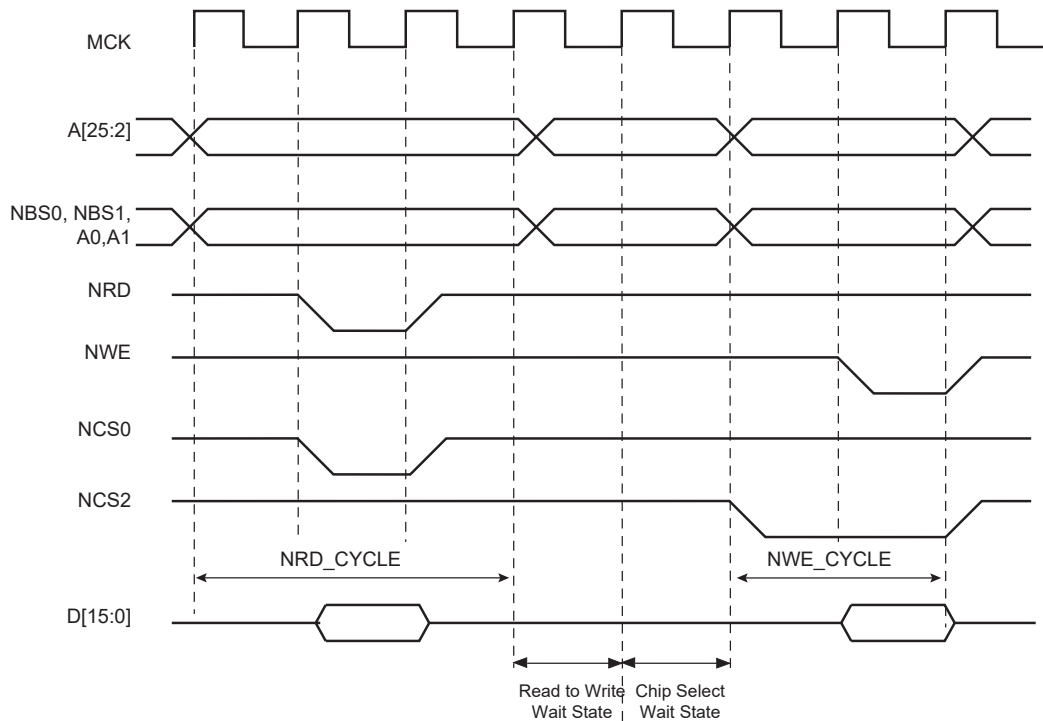 MCK
A[25:2]
NBS0, NBS1,
A0,A1
NRD
NWE
NCS0
NCS2
NRD_CYCLE
NWE_CYCLE
D[15:0]
Read to Write
Wait State
Chip Select
Wait State